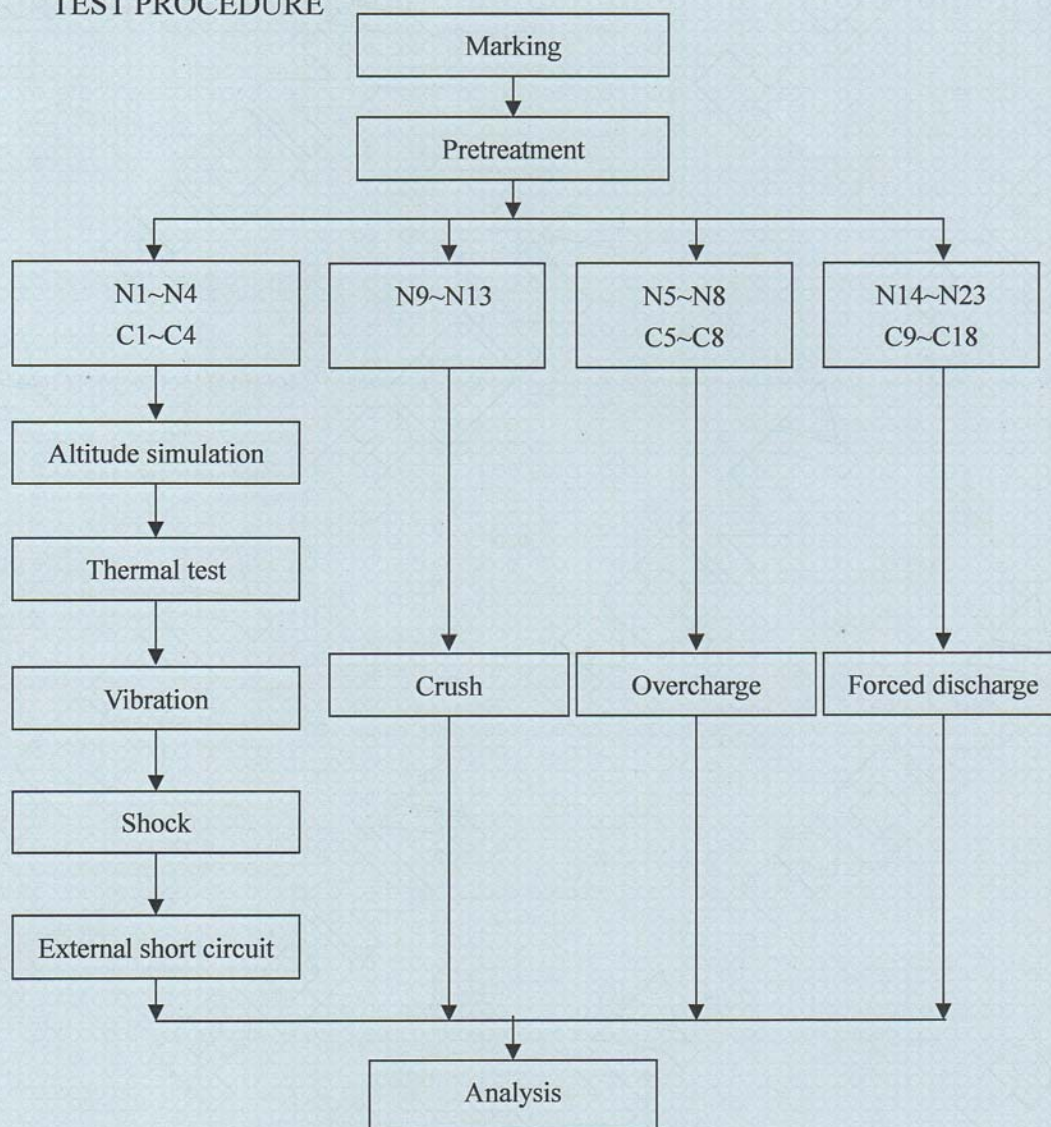 TEST PROCEDURE
Marking
Pretreatment
N1~N4
C1~C4
N9~N13
N5~N8
C5~C8
N14~N23
C9~C18
Altitude simulation
Thermal test
Vibration
Crush
Overcharge
Forced discharge
Shock
External short circuit
Analysis